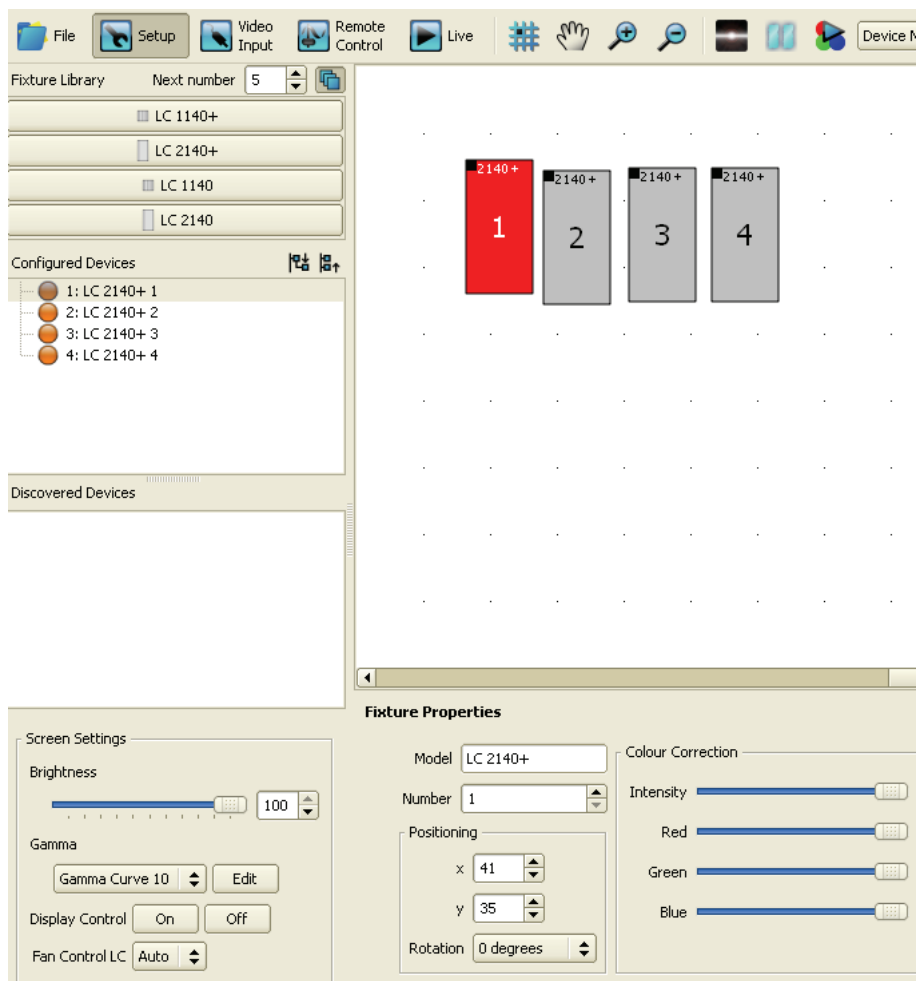 File Setup Video Input Remote Control Live Device
Fixture Library Next number 5
LC 1140+
LC 2140+
LC 1140
LC 2140
Configured Devices
1: LC 2140+ 1
2: LC 2140+ 2
3: LC 2140+ 3
4: LC 2140+ 4
Discovered Devices
2140+ 2140+ 2140+ 2140+
1 2 3 4
Screen Settings
Brightness
100
Gamma
Gamma Curve 10 Edit
Display Control On Off
Fan Control LC Auto
Fixture Properties
Model LC 2140+
Number 1
Positioning
x 41
y 35
Rotation 0 degrees
Colour Correction
Intensity
Red
Green
Blue